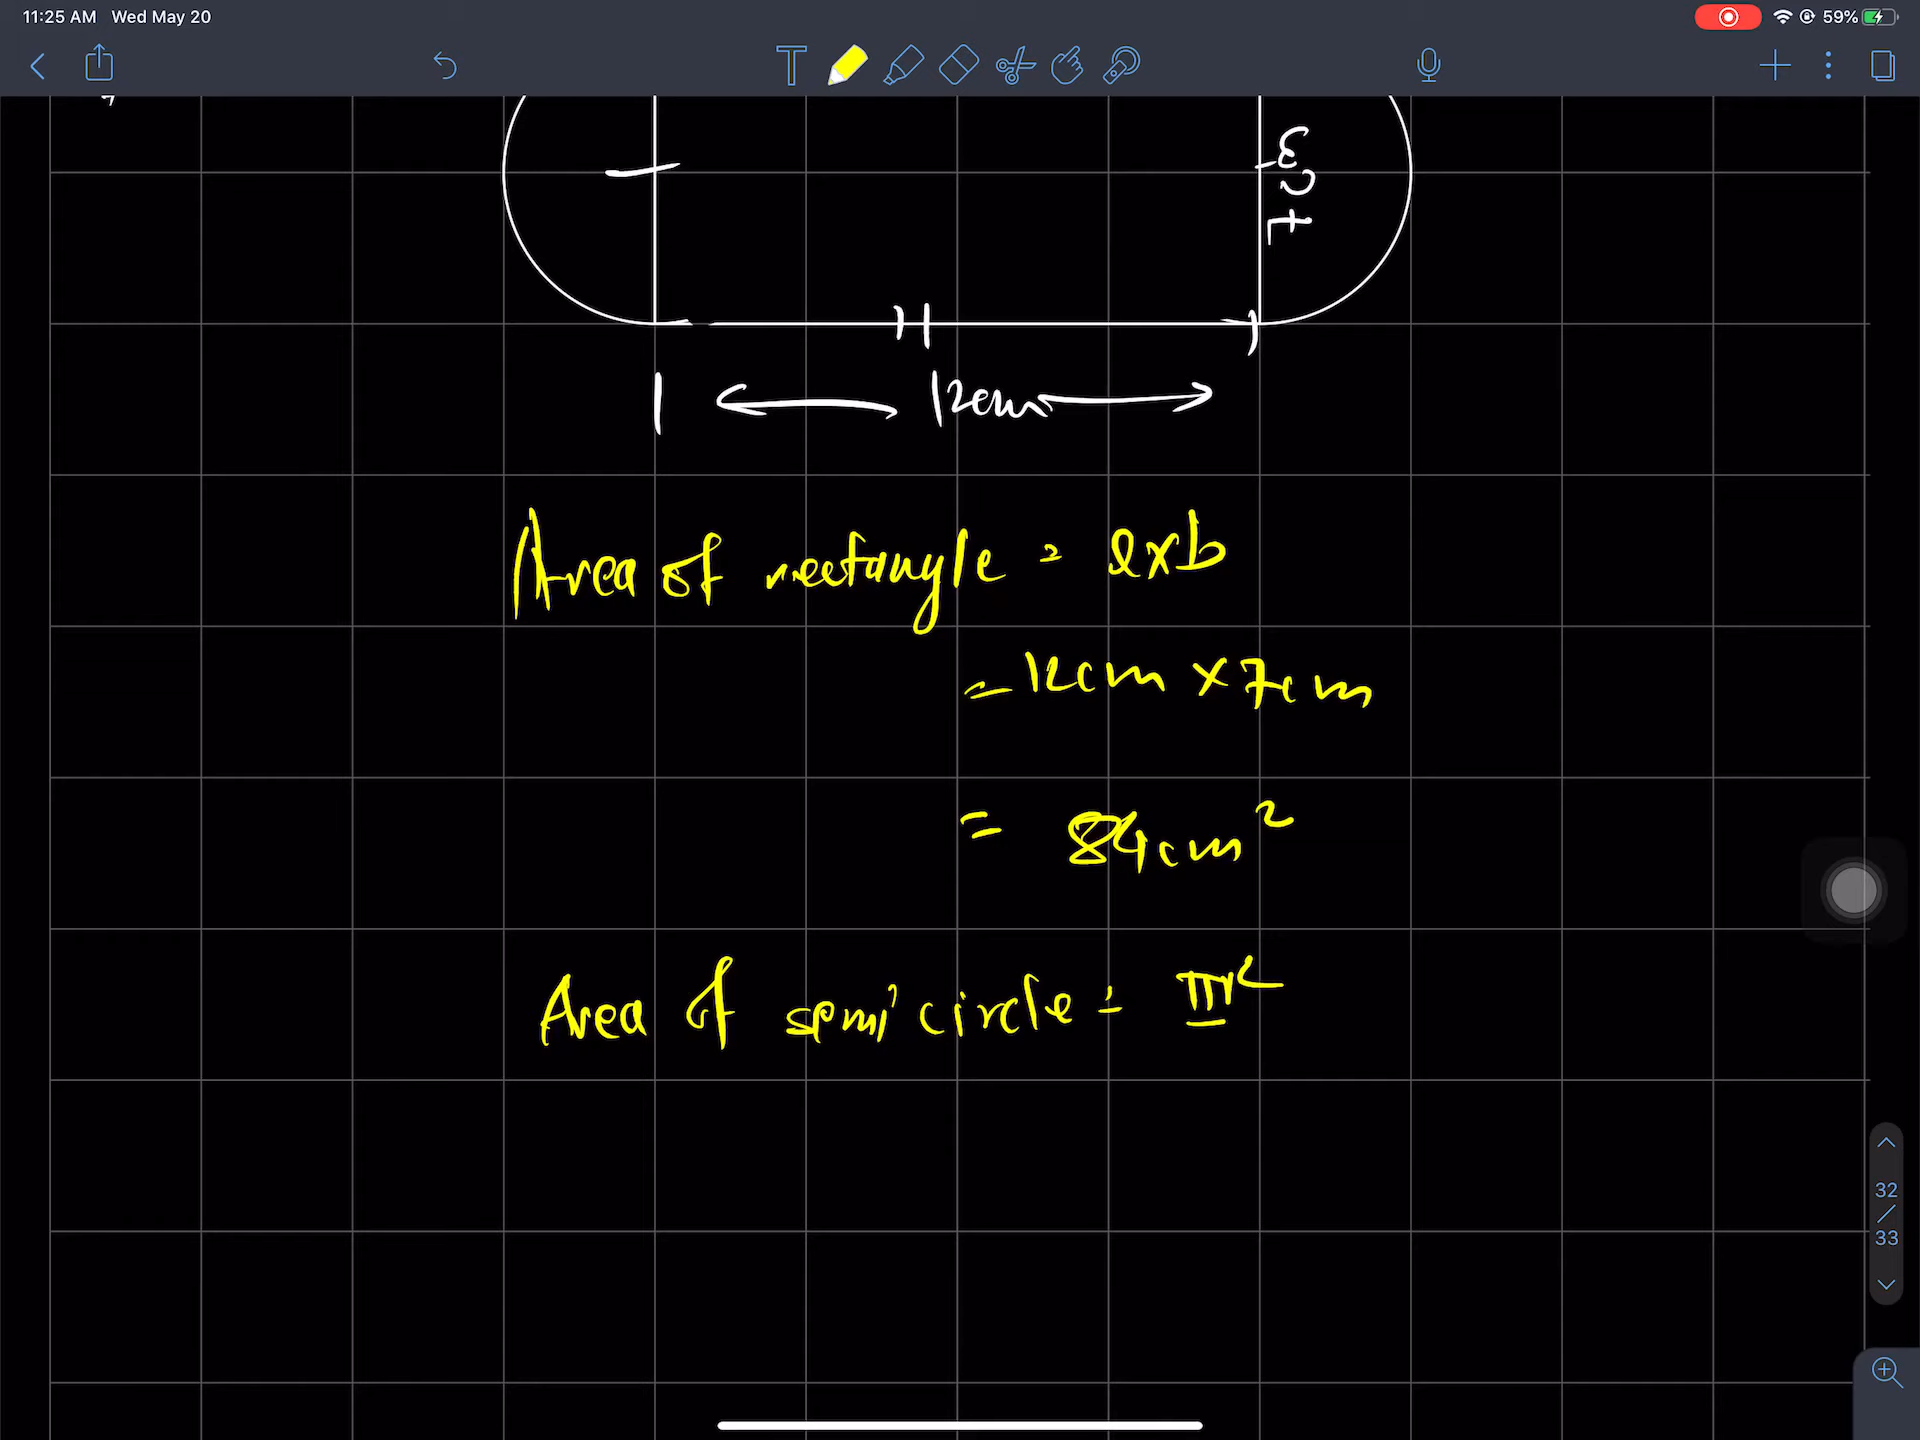 11:25 AM Wed May 20
59%
7cm
12cm
Area of rectangle = l×b
= 12cm × 7cm
= 84cm²
Area of semi circle = πr²
32
/
33